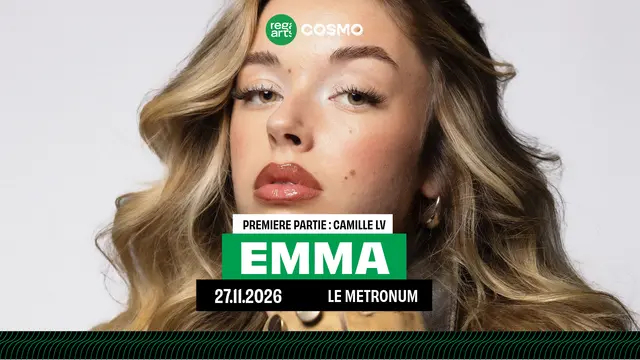 reg:
arts
COSMO
PREMIERE PARTIE : CAMILLE LV
EMMA
27.11.2026 LE METRONUM